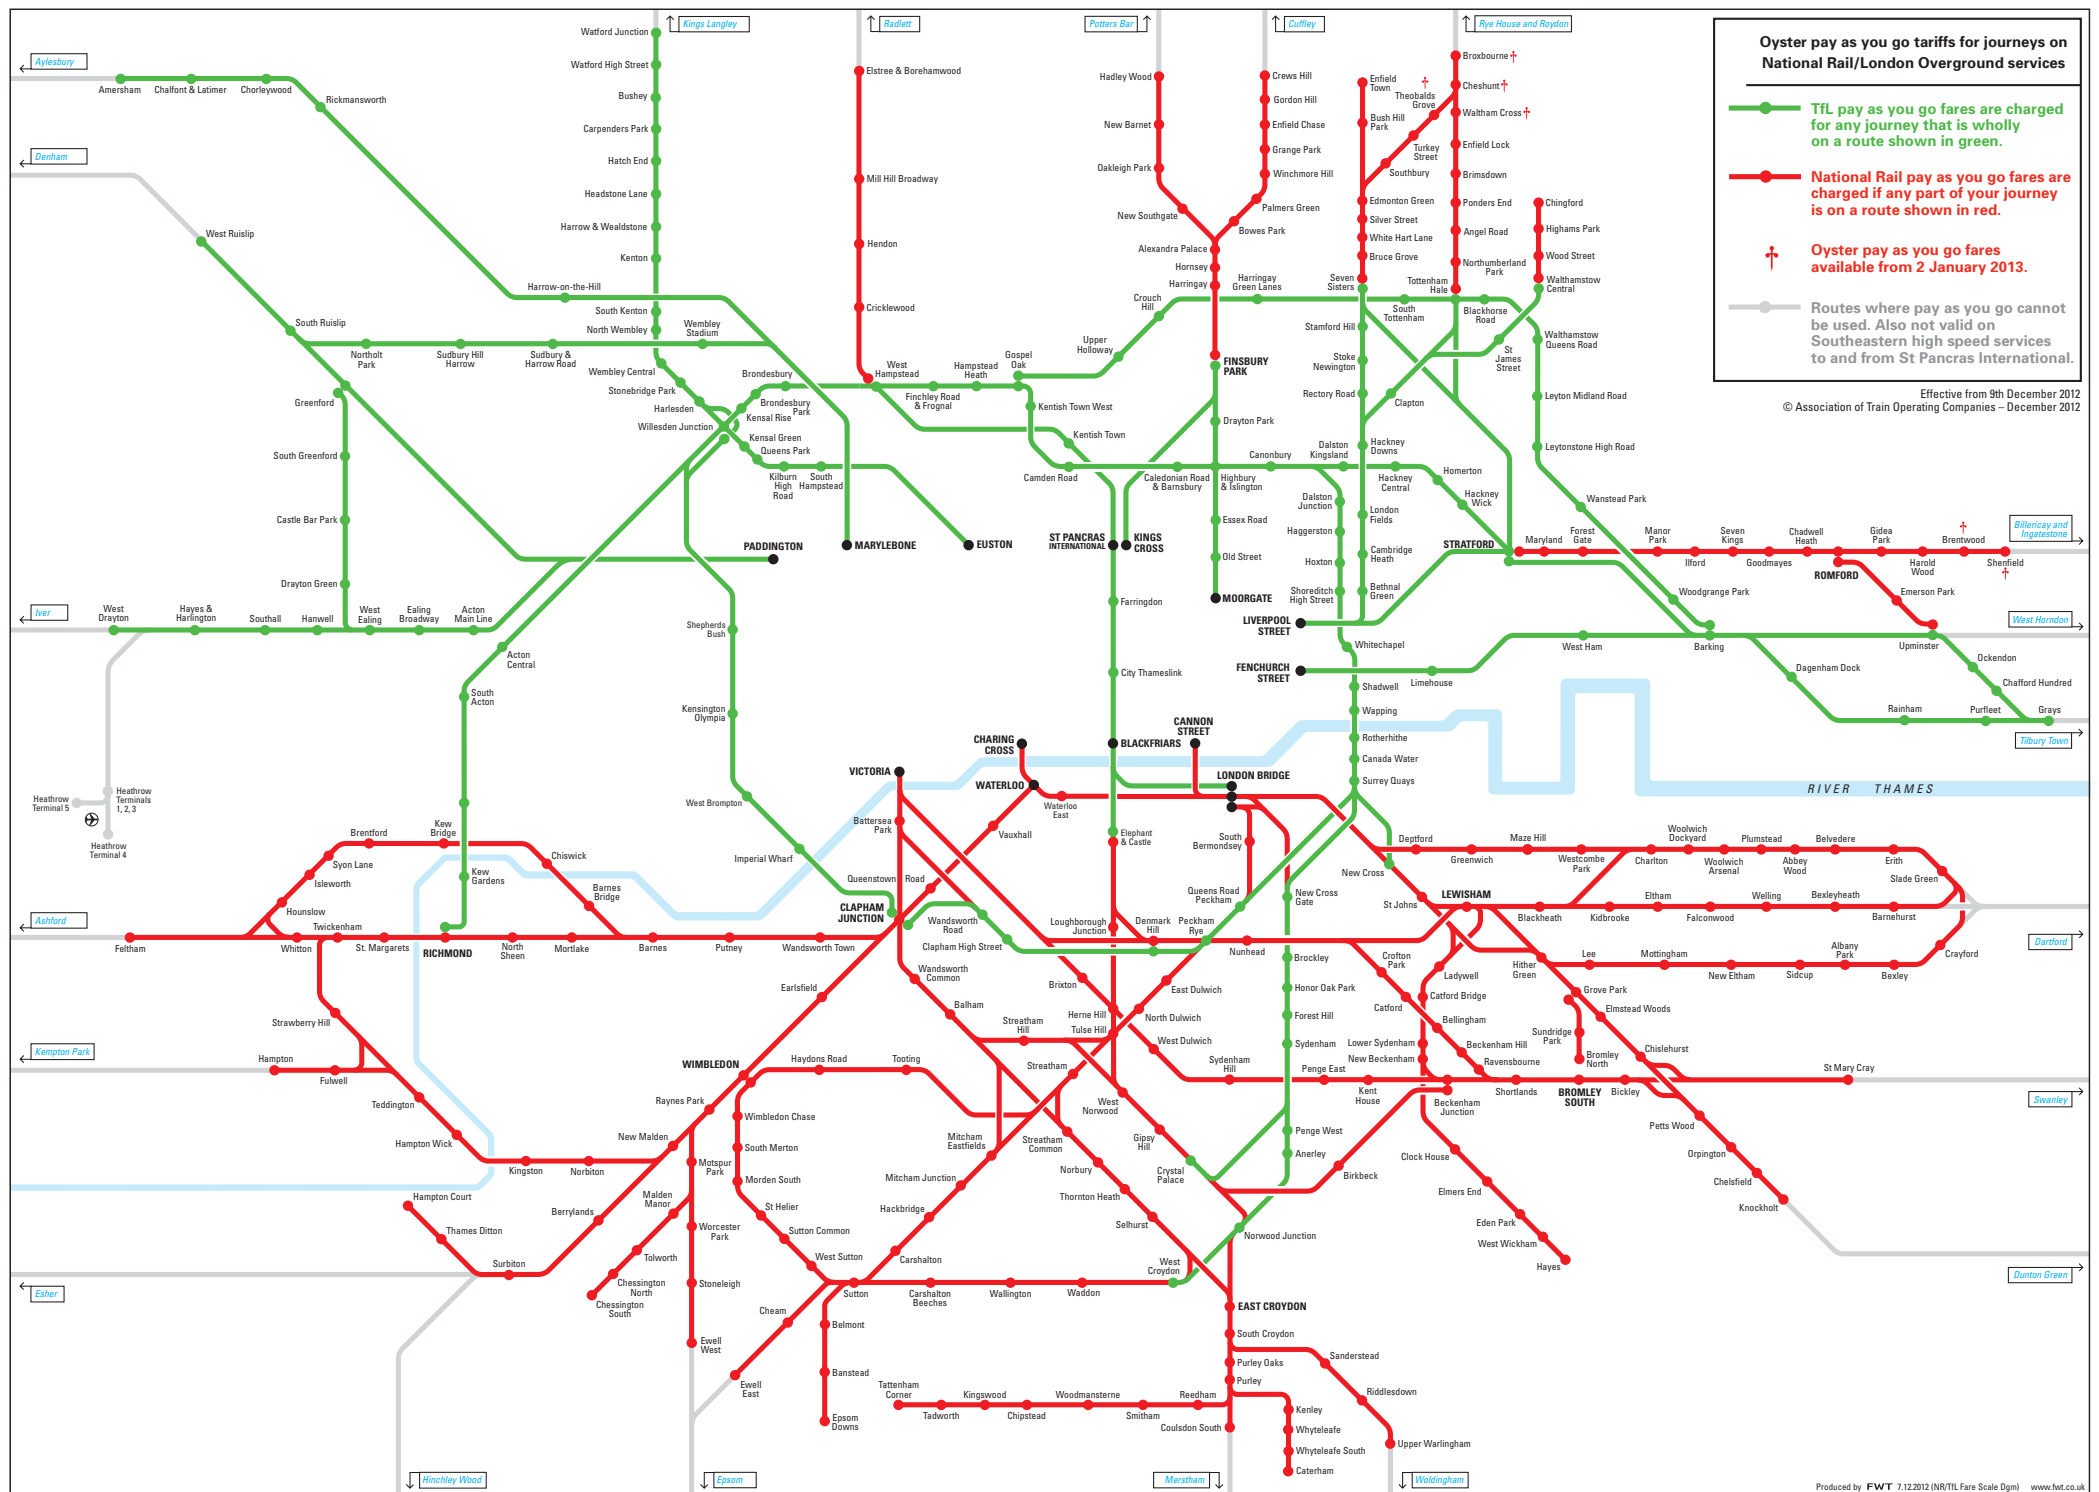 Kings Langley
Radlett
Potters Bar
Cuffley
Rye House and Roydon
Oyster pay as you go tariffs for journeys on
National Rail/London Overground services
TfL pay as you go fares are charged
for any journey that is wholly
on a route shown in green.
National Rail pay as you go fares are
charged if any part of your journey
is on a route shown in red.
†
Oyster pay as you go fares
available from 2 January 2013.
Routes where pay as you go cannot
be used. Also not valid on
Southeastern high speed services
to and from St Pancras International.
Effective from 9th December 2012
© Association of Train Operating Companies – December 2012
Aylesbury
Amersham
Chalfont & Latimer
Chorleywood
Rickmansworth
Harrow-on-the-Hill
Denham
West Ruislip
South Ruislip
Northolt
Park
Sudbury Hill
Harrow
Sudbury &
Harrow Road
Wembley
Stadium
Greenford
South Greenford
Castle Bar Park
Drayton Green
Watford Junction
Watford High Street
Bushey
Carpenders Park
Hatch End
Headstone Lane
Harrow & Wealdstone
Kenton
South Kenton
North Wembley
Wembley Central
Stonebridge Park
Harlesden
Willesden Junction
Kensal Green
Queens Park
Kilburn
High
Road
South
Hampstead
Brondesbury
Brondesbury
Park
Kensal Rise
Elstree & Borehamwood
Mill Hill Broadway
Hendon
Cricklewood
West
Hampstead
Finchley Road
& Frognal
Hampstead
Heath
Gospel
Oak
Kentish Town West
Kentish Town
Camden Road
Caledonian Road
& Barnsbury
Highbury
& Islington
Canonbury
Dalston
Kingsland
Hackney
Central
Homerton
Hackney
Wick
Hadley Wood
New Barnet
Oakleigh Park
New Southgate
Alexandra Palace
Hornsey
Harringay
FINSBURY
PARK
Drayton Park
Essex Road
Old Street
MOORGATE
Crews Hill
Gordon Hill
Enfield Chase
Grange Park
Winchmore Hill
Palmers Green
Bowes Park
Upper
Holloway
Crouch
Hill
Harringay
Green Lanes
South
Tottenham
Blackhorse
Road
Walthamstow
Queens Road
Leyton Midland Road
Leytonstone High Road
Wanstead Park
Woodgrange Park
Enfield
Town
Bush Hill
Park
†
Theobalds
Grove
Turkey
Street
Southbury
Edmonton Green
Silver Street
White Hart Lane
Bruce Grove
Seven
Sisters
Stamford Hill
Stoke
Newington
Rectory Road
Hackney
Downs
London
Fields
Cambridge
Heath
Bethnal
Green
Broxbourne †
Cheshunt †
Waltham Cross †
Enfield Lock
Brimsdown
Ponders End
Angel Road
Northumberland
Park
Tottenham
Hale
Chingford
Highams Park
Wood Street
Walthamstow
Central
St
James
Street
Clapton
Dalston
Junction
Haggerston
Hoxton
Shoreditch
High Street
Whitechapel
Shadwell
Wapping
Rotherhithe
Canada Water
Surrey Quays
PADDINGTON
MARYLEBONE
EUSTON
ST PANCRAS
INTERNATIONAL
KINGS
CROSS
STRATFORD
Maryland
Forest
Gate
Manor
Park
Ilford
Seven
Kings
Goodmayes
Chadwell
Heath
ROMFORD
Gidea
Park
Harold
Wood
†
Brentwood
Shenfield
†
Billericay and
Ingatestone
Emerson Park
Iver
West
Drayton
Hayes &
Harlington
Southall
Hanwell
West
Ealing
Ealing
Broadway
Acton
Main Line
Acton
Central
South
Acton
Kew
Gardens
Shepherds
Bush
Kensington
Olympia
West Brompton
Imperial Wharf
Farringdon
City Thameslink
BLACKFRIARS
Elephant
& Castle
LIVERPOOL
STREET
FENCHURCH
STREET
Limehouse
West Ham
Barking
Upminster
West Horndon
Dagenham Dock
Rainham
Purfleet
Grays
Ockendon
Chafford Hundred
Tilbury Town
RIVER THAMES
Heathrow
Terminal 5
Heathrow
Terminals
1, 2, 3
Heathrow
Terminal 4
CHARING
CROSS
CANNON
STREET
VICTORIA
WATERLOO
Waterloo
East
LONDON BRIDGE
Battersea
Park
Vauxhall
Queenstown Road
CLAPHAM
JUNCTION
Wandsworth
Road
Clapham High Street
South
Bermondsey
Queens Road
Peckham
Peckham
Rye
Denmark
Hill
Loughborough
Junction
Nunhead
New Cross
Gate
New Cross
St Johns
LEWISHAM
Deptford
Greenwich
Maze Hill
Westcombe
Park
Charlton
Woolwich
Dockyard
Woolwich
Arsenal
Plumstead
Abbey
Wood
Belvedere
Erith
Slade Green
Blackheath
Kidbrooke
Eltham
Falconwood
Welling
Bexleyheath
Barnehurst
Dartford
Lee
Mottingham
New Eltham
Sidcup
Albany
Park
Bexley
Crayford
Hither
Green
Brentford
Kew
Bridge
Syon Lane
Isleworth
Hounslow
Chiswick
Barnes
Bridge
Ashford
Feltham
Whitton
Twickenham
St. Margarets
RICHMOND
North
Sheen
Mortlake
Barnes
Putney
Wandsworth Town
Strawberry Hill
Kempton Park
Hampton
Fulwell
Teddington
Hampton Wick
Kingston
Norbiton
Earlsfield
WIMBLEDON
Raynes Park
New Malden
Haydons Road
Tooting
Wimbledon Chase
South Merton
Morden South
St Helier
Sutton Common
West Sutton
Motspur
Park
Malden
Manor
Tolworth
Chessington
North
Chessington
South
Worcester
Park
Stoneleigh
Ewell
West
Berrylands
Surbiton
Hampton Court
Thames Ditton
Esher
Wandsworth
Common
Balham
Streatham
Hill
Streatham
Brixton
Herne Hill
Tulse Hill
East Dulwich
North Dulwich
West Dulwich
Sydenham
Hill
Penge East
Kent
House
Beckenham
Junction
Shortlands
BROMLEY
SOUTH
Bickley
St Mary Cray
Swanley
Brockley
Honor Oak Park
Forest Hill
Sydenham
Penge West
Anerley
Crofton
Park
Catford
Bellingham
Beckenham Hill
Ravensbourne
Ladywell
Catford Bridge
Lower Sydenham
New Beckenham
Clock House
Elmers End
Eden Park
West Wickham
Hayes
Grove Park
Elmstead Woods
Sundridge
Park
Bromley
North
Chislehurst
Petts Wood
Orpington
Chelsfield
Knockholt
Dunton Green
West
Norwood
Gipsy
Hill
Crystal
Palace
Birkbeck
Norwood Junction
Mitcham
Eastfields
Mitcham Junction
Hackbridge
Carshalton
Streatham
Common
Norbury
Thornton Heath
Selhurst
West
Croydon
Sutton
Carshalton
Beeches
Wallington
Waddon
Cheam
Ewell
East
Belmont
Banstead
Epsom
Downs
EAST CROYDON
South Croydon
Purley Oaks
Purley
Sanderstead
Riddlesdown
Upper Warlingham
Kenley
Whyteleafe
Whyteleafe South
Caterham
Tattenham
Corner
Tadworth
Kingswood
Chipstead
Woodmansterne
Smitham
Reedham
Coulsdon South
Hinchley Wood
Epsom
Merstham
Woldingham
Produced by FWT 7.12.2012 (NR/TfL Fare Scale Dgm) www.fwt.co.uk